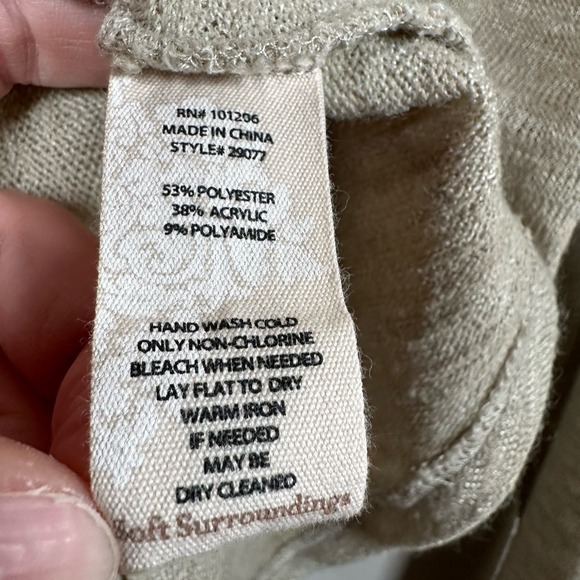 RN# 101206
MADE IN CHINA
STYLE# 29077
53% POLYESTER
38% ACRYLIC
9% POLYAMIDE
HAND WASH COLD
ONLY NON-CHLORINE
BLEACH WHEN NEEDED
LAY FLAT TO DRY
WARM IRON
IF NEEDED
MAY BE
DRY CLEANED
Soft Surroundings